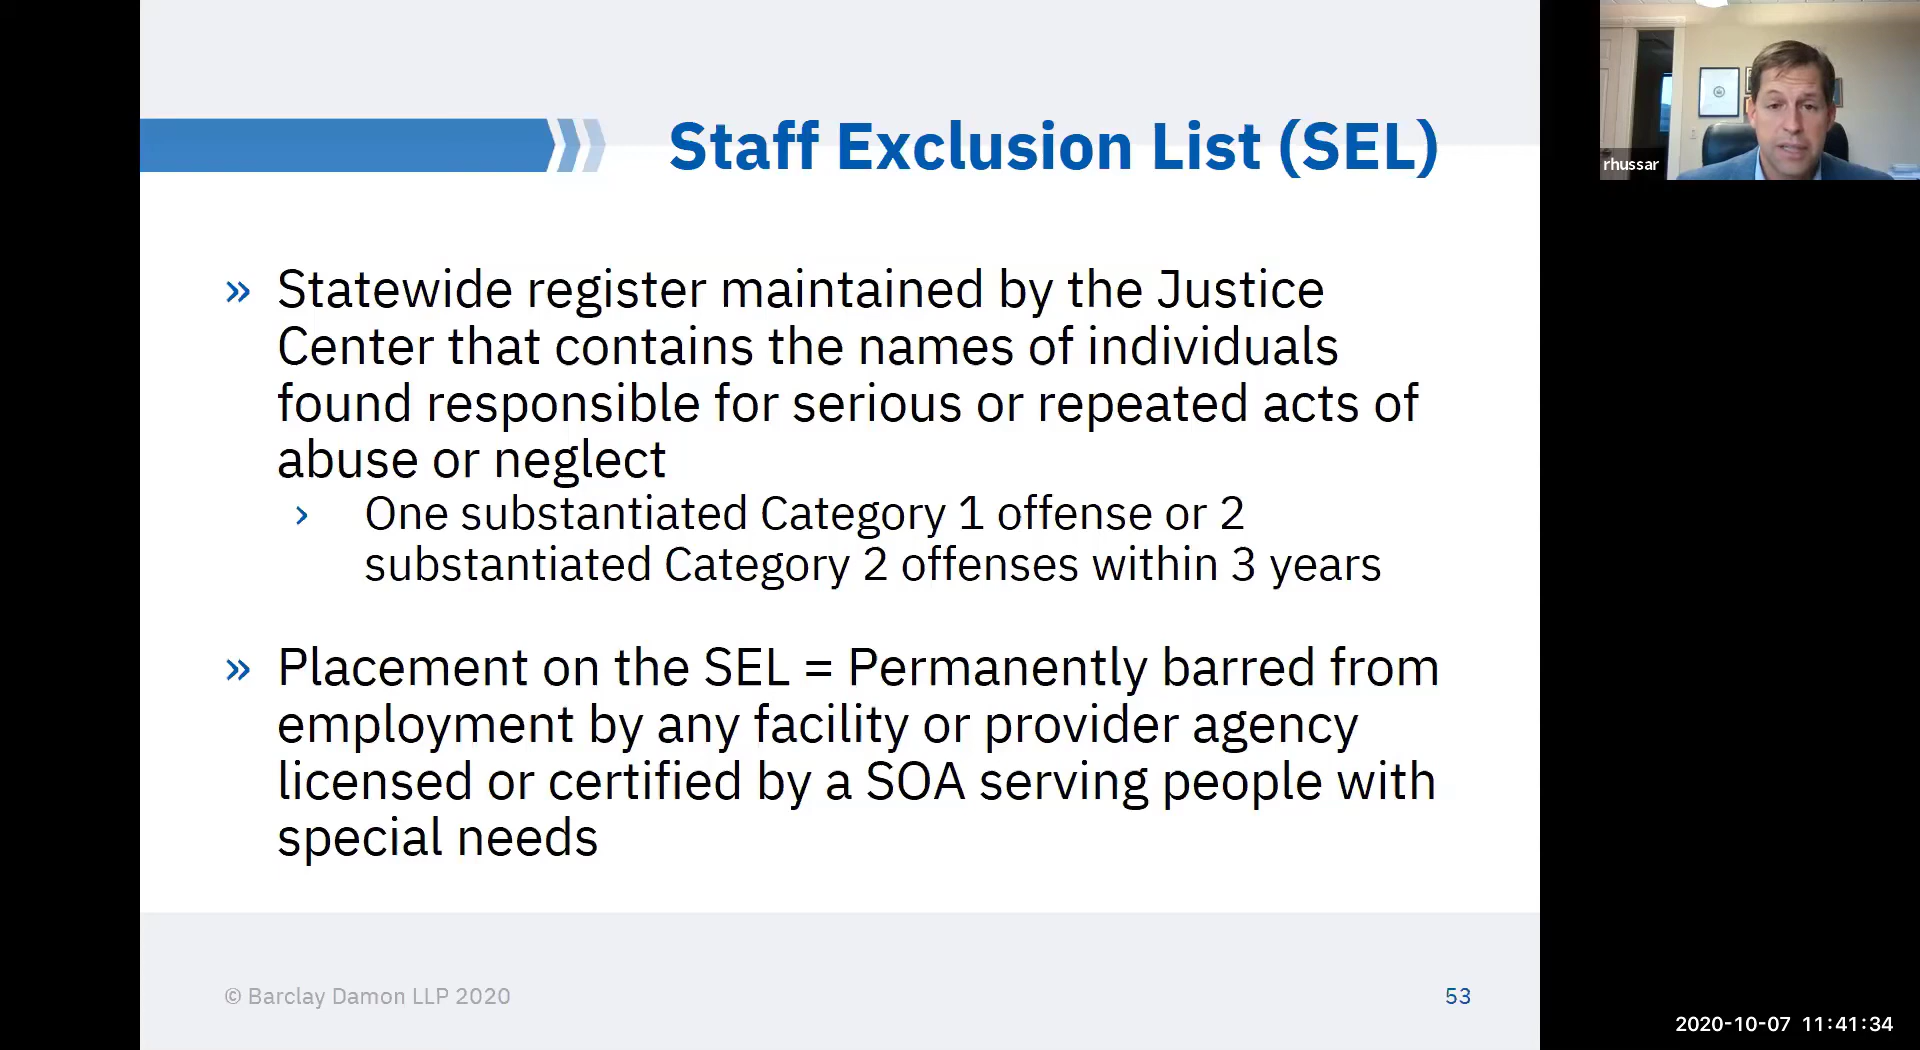 Staff Exclusion List (SEL)
» Statewide register maintained by the Justice
Center that contains the names of individuals
found responsible for serious or repeated acts of
abuse or neglect
› One substantiated Category 1 offense or 2
substantiated Category 2 offenses within 3 years
» Placement on the SEL = Permanently barred from
employment by any facility or provider agency
licensed or certified by a SOA serving people with
special needs
© Barclay Damon LLP 2020
53
rhussar
2020-10-07 11:41:34